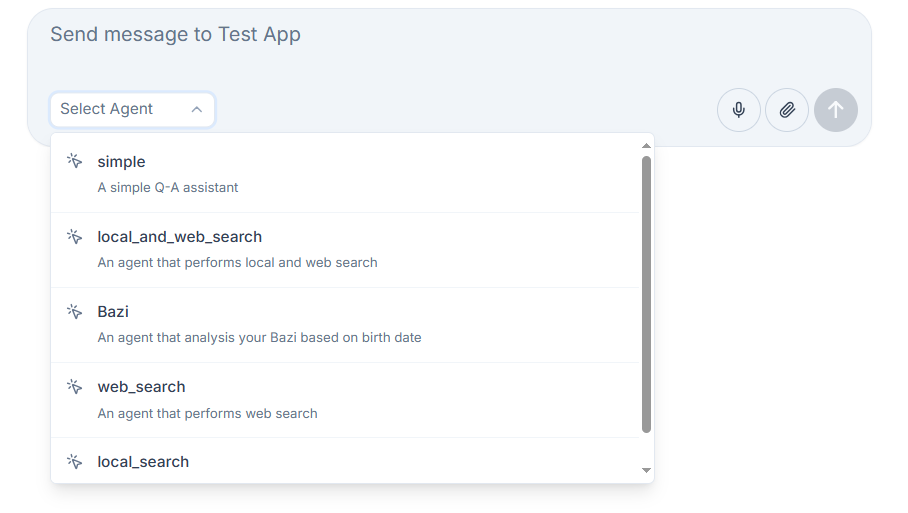 Send message to Test App
Select Agent
simple
A simple Q-A assistant
local_and_web_search
An agent that performs local and web search
Bazi
An agent that analysis your Bazi based on birth date
web_search
An agent that performs web search
local_search